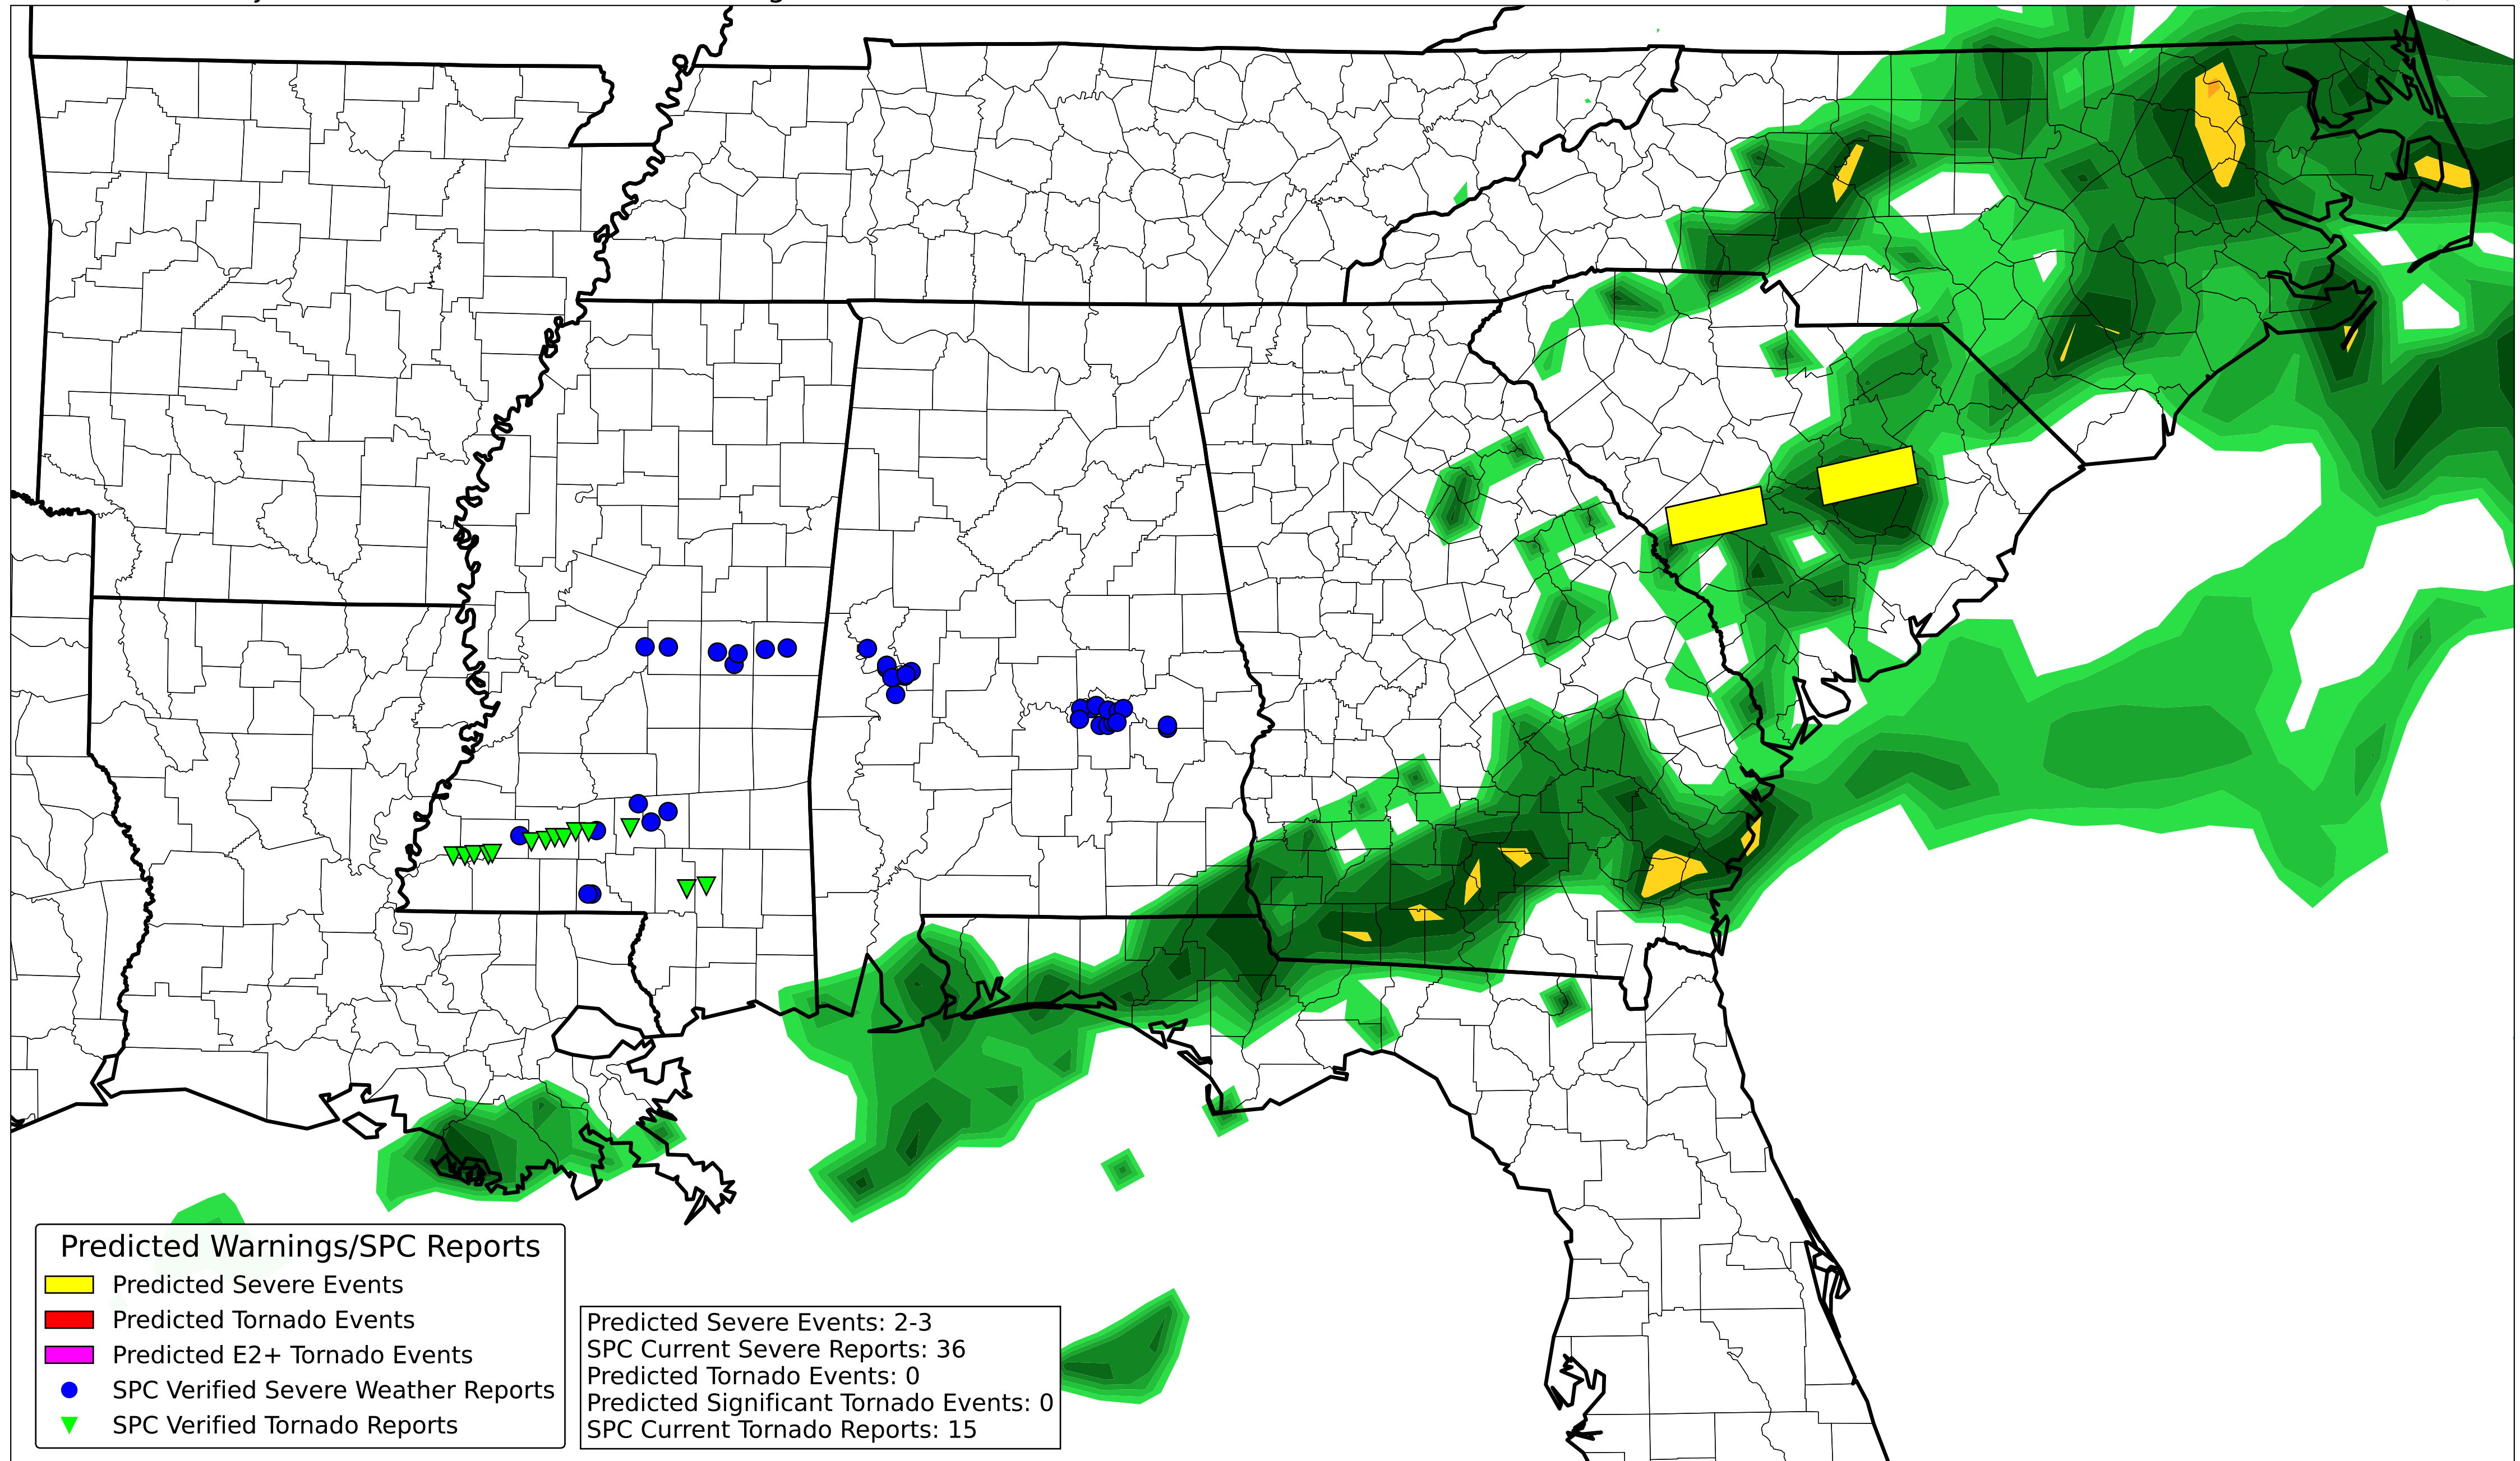 Predicted Warnings/SPC Reports
Predicted Severe Events
Predicted Tornado Events
Predicted E2+ Tornado Events
SPC Verified Severe Weather Reports
SPC Verified Tornado Reports
Predicted Severe Events: 2-3
SPC Current Severe Reports: 36
Predicted Tornado Events: 0
Predicted Significant Tornado Events: 0
SPC Current Tornado Reports: 15